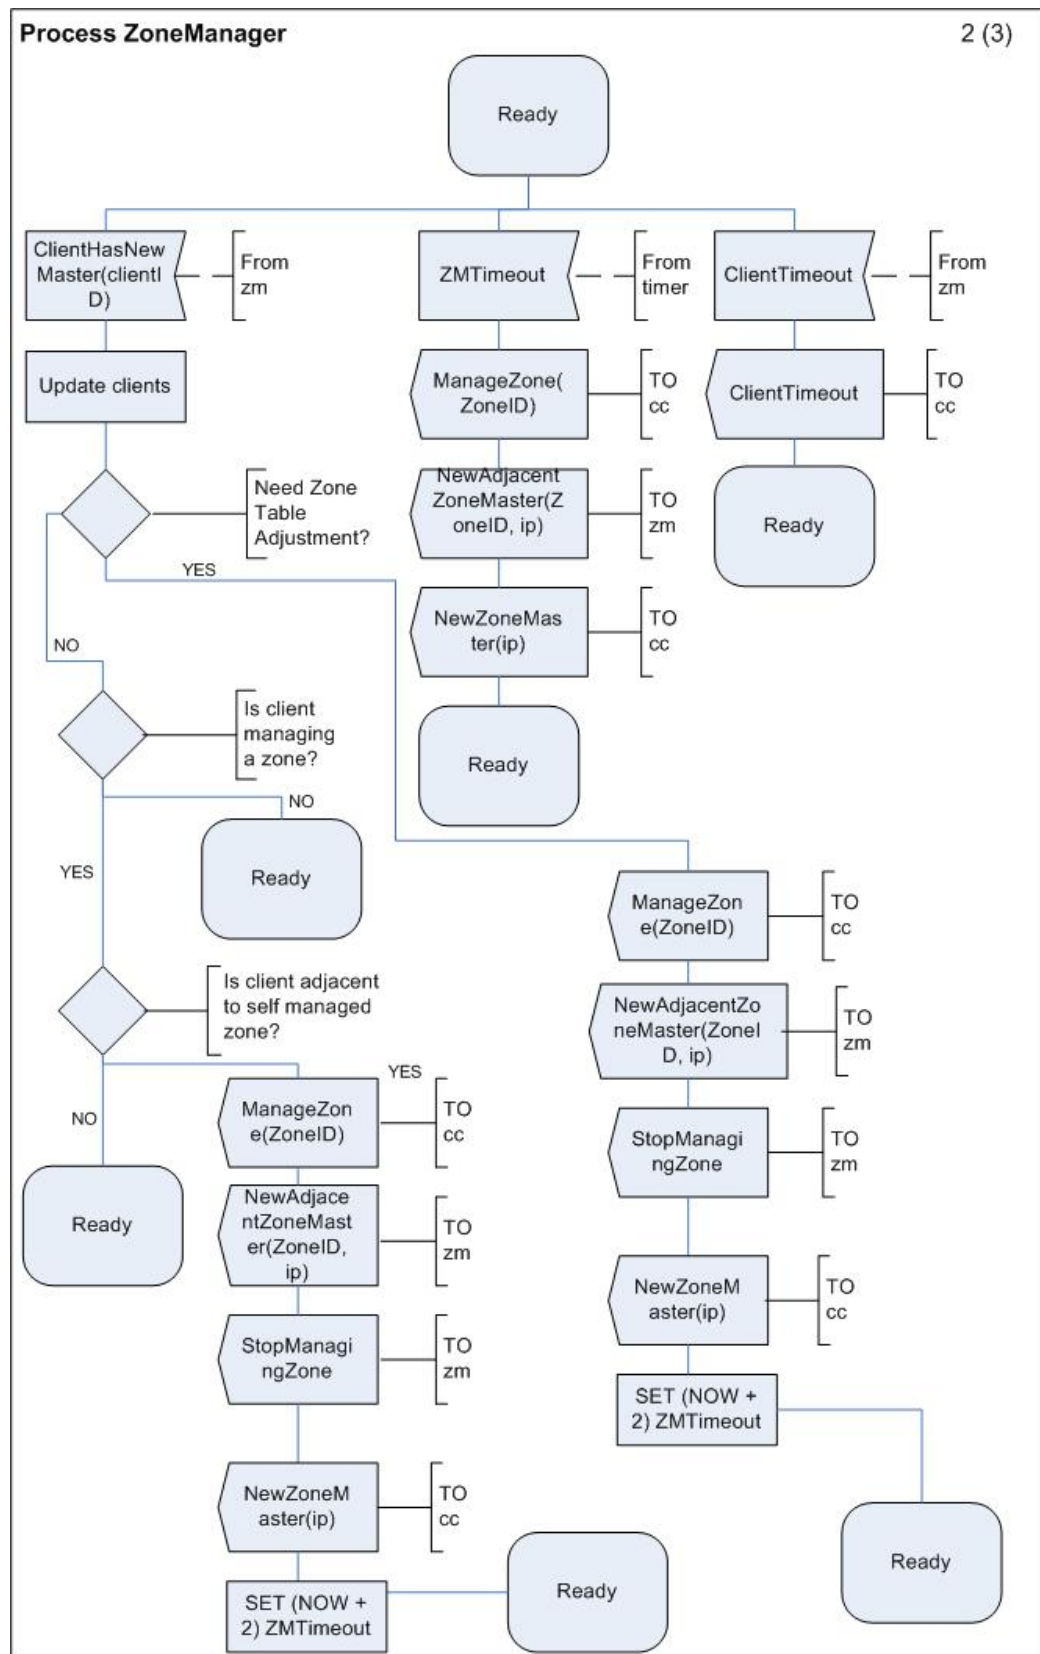 Process ZoneManager
2 (3)
Ready
ClientHasNew
Master(clientI
D)
From
zm
ZMTimeout
From
timer
ClientTimeout
From
zm
Update clients
ManageZone(
ZoneID)
TO
cc
ClientTimeout
TO
cc
Need Zone
Table
Adjustment?
NewAdjacent
ZoneMaster(Z
oneID, ip)
TO
zm
Ready
YES
NO
NewZoneMas
ter(ip)
TO
cc
Is client
managing
a zone?
Ready
NO
YES
Ready
ManageZon
e(ZoneID)
TO
cc
Is client adjacent
to self managed
zone?
NewAdjacentZo
neMaster(ZoneI
D, ip)
TO
zm
YES
NO
ManageZon
e(ZoneID)
TO
cc
StopManagi
ngZone
TO
zm
Ready
NewAdjace
ntZoneMast
er(ZoneID,
ip)
TO
zm
NewZoneM
aster(ip)
TO
cc
StopManagi
ngZone
TO
zm
SET (NOW +
2) ZMTimeout
NewZoneM
aster(ip)
TO
cc
Ready
Ready
SET (NOW +
2) ZMTimeout